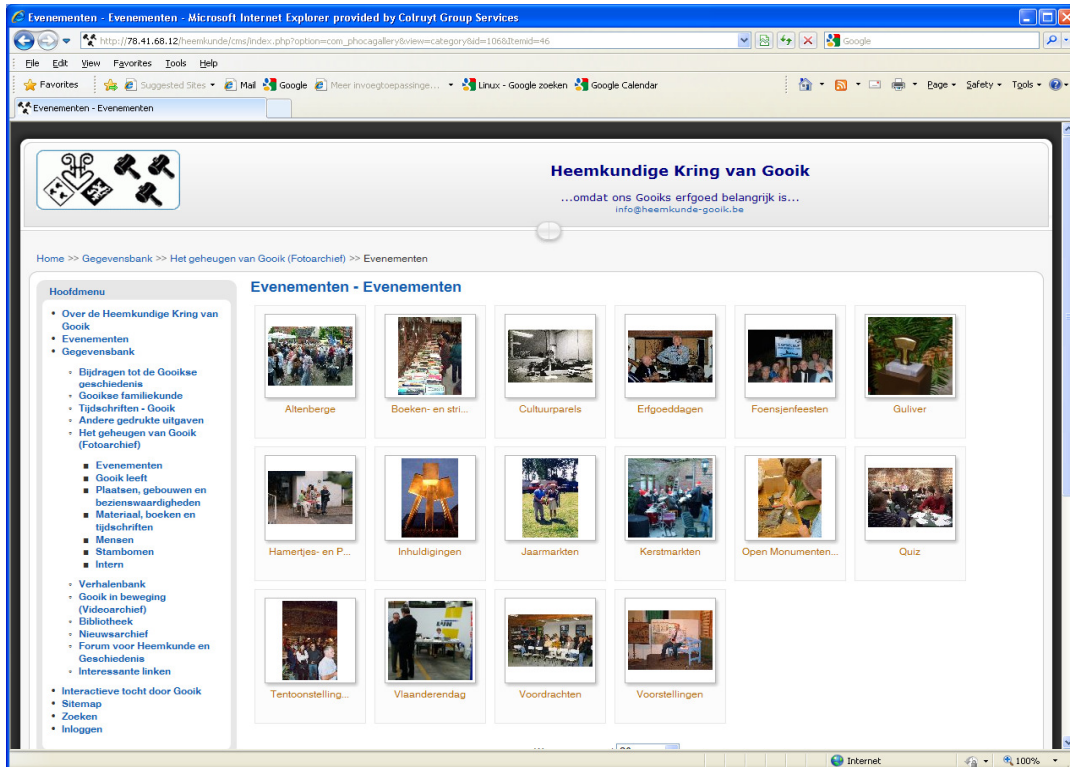 Evenementen - Evenementen - Microsoft Internet Explorer provided by Colruyt Group Services
http://78.41.68.12/heemkunde/cms/index.php?option=com_phocagallery&view=category&id=106&Itemid=46
Google
File Edit View Favorites Tools Help
Favorites Suggested Sites Mail Google Meer invoegtoepassinge... Linux - Google zoeken Google Calendar Page Safety Tools
Evenementen - Evenementen
Heemkundige Kring van Gooik
...omdat ons Gooiks erfgoed belangrijk is...
info@heemkunde-gooik.be
Home >> Gegevensbank >> Het geheugen van Gooik (Fotoarchief) >> Evenementen
Hoofdmenu
Over de Heemkundige Kring van
Gooik
Evenementen
Gegevensbank
Bijdragen tot de Gooikse
geschiedenis
Gooikse familiekunde
Tijdschriften - Gooik
Andere gedrukte uitgaven
Het geheugen van Gooik
(Fotoarchief)
Evenementen
Gooik leeft
Plaatsen, gebouwen en
bezienswaardigheden
Materiaal, boeken en
tijdschriften
Mensen
Stambomen
Intern
Verhalenbank
Gooik in beweging
(Videoarchief)
Bibliotheek
Nieuwsarchief
Forum voor Heemkunde en
Geschiedenis
Interessante linken
Interactieve tocht door Gooik
Sitemap
Zoeken
Inloggen
Evenementen - Evenementen
Altenberge Boeken- en stri... Cultuurparels Erfgoeddagen Foensjenfeesten Guliver
Hamertjes- en P... Inhuldigingen Jaarmarkten Kerstmarkten Open Monumenten... Quiz
Tentoonstelling... Vlaanderendag Voordrachten Voorstellingen
Internet 100%